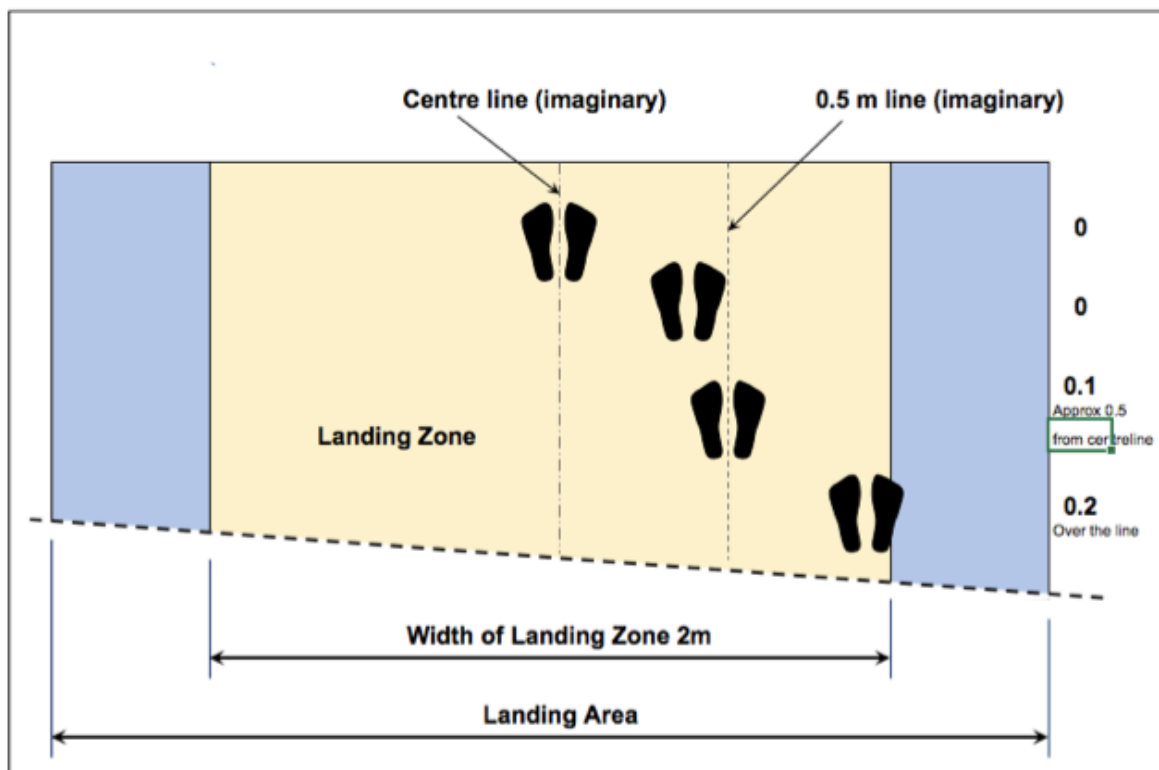 Centre line (imaginary)
0.5 m line (imaginary)
0
0
0.1
Approx 0.5
from centreline
Landing Zone
0.2
Over the line
Width of Landing Zone 2m
Landing Area